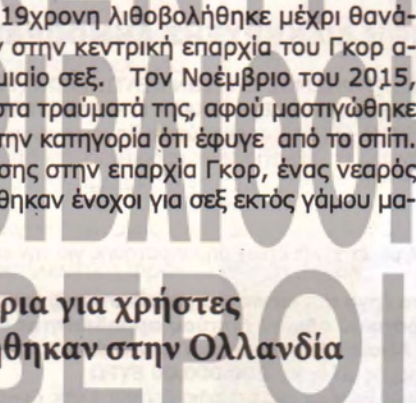 19χρονη λιθοβολήθηκε μέχρι θανά-
στην κεντρική επαρχία του Γκορ α-
μιαίο σεξ. Τον Νοέμβριο του 2015,
στα τραύματά της, αφού μαστιγώθηκε
την κατηγορία ότι έφυγε από το σπίτι.
σης στην επαρχία Γκορ, ένας νεαρός
θηκαν ένοχοι για σεξ εκτός γάμου μα-
ρια για χρήστες
ήθηκαν στην Ολλανδία